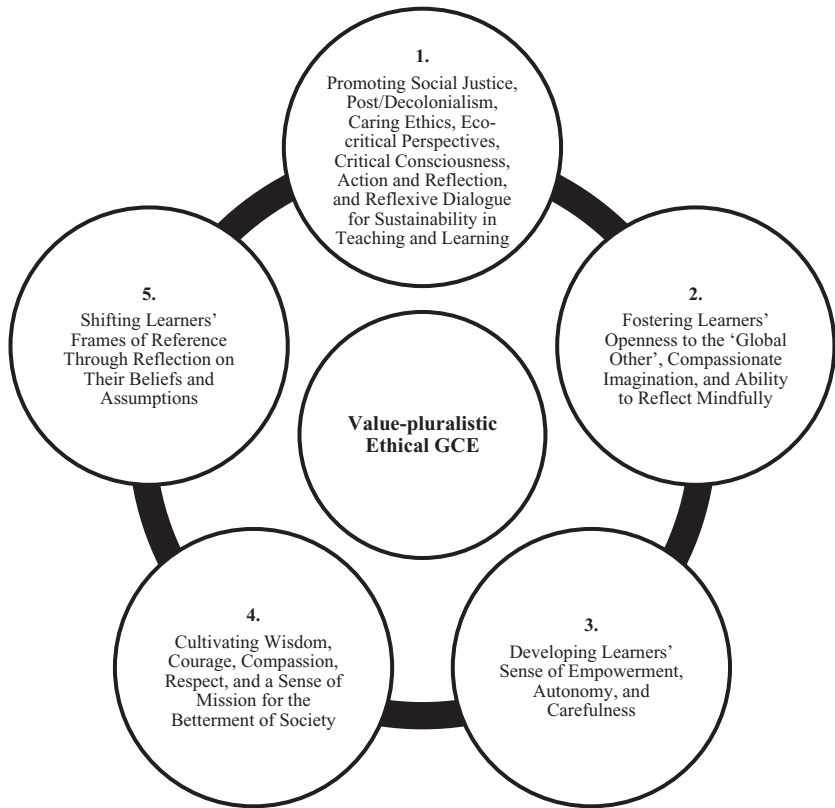 1.
Promoting Social Justice,
Post/Decolonialism,
Caring Ethics, Eco-
critical Perspectives,
Critical Consciousness,
Action and Reflection,
and Reflexive Dialogue
for Sustainability in
Teaching and Learning
2.
Fostering Learners’
Openness to the ‘Global
Other’, Compassionate
Imagination, and Ability
to Reflect Mindfully
3.
Developing Learners’
Sense of Empowerment,
Autonomy, and
Carefulness
4.
Cultivating Wisdom,
Courage, Compassion,
Respect, and a Sense of
Mission for the
Betterment of Society
5.
Shifting Learners’
Frames of Reference
Through Reflection on
Their Beliefs and
Assumptions
Value-pluralistic
Ethical GCE